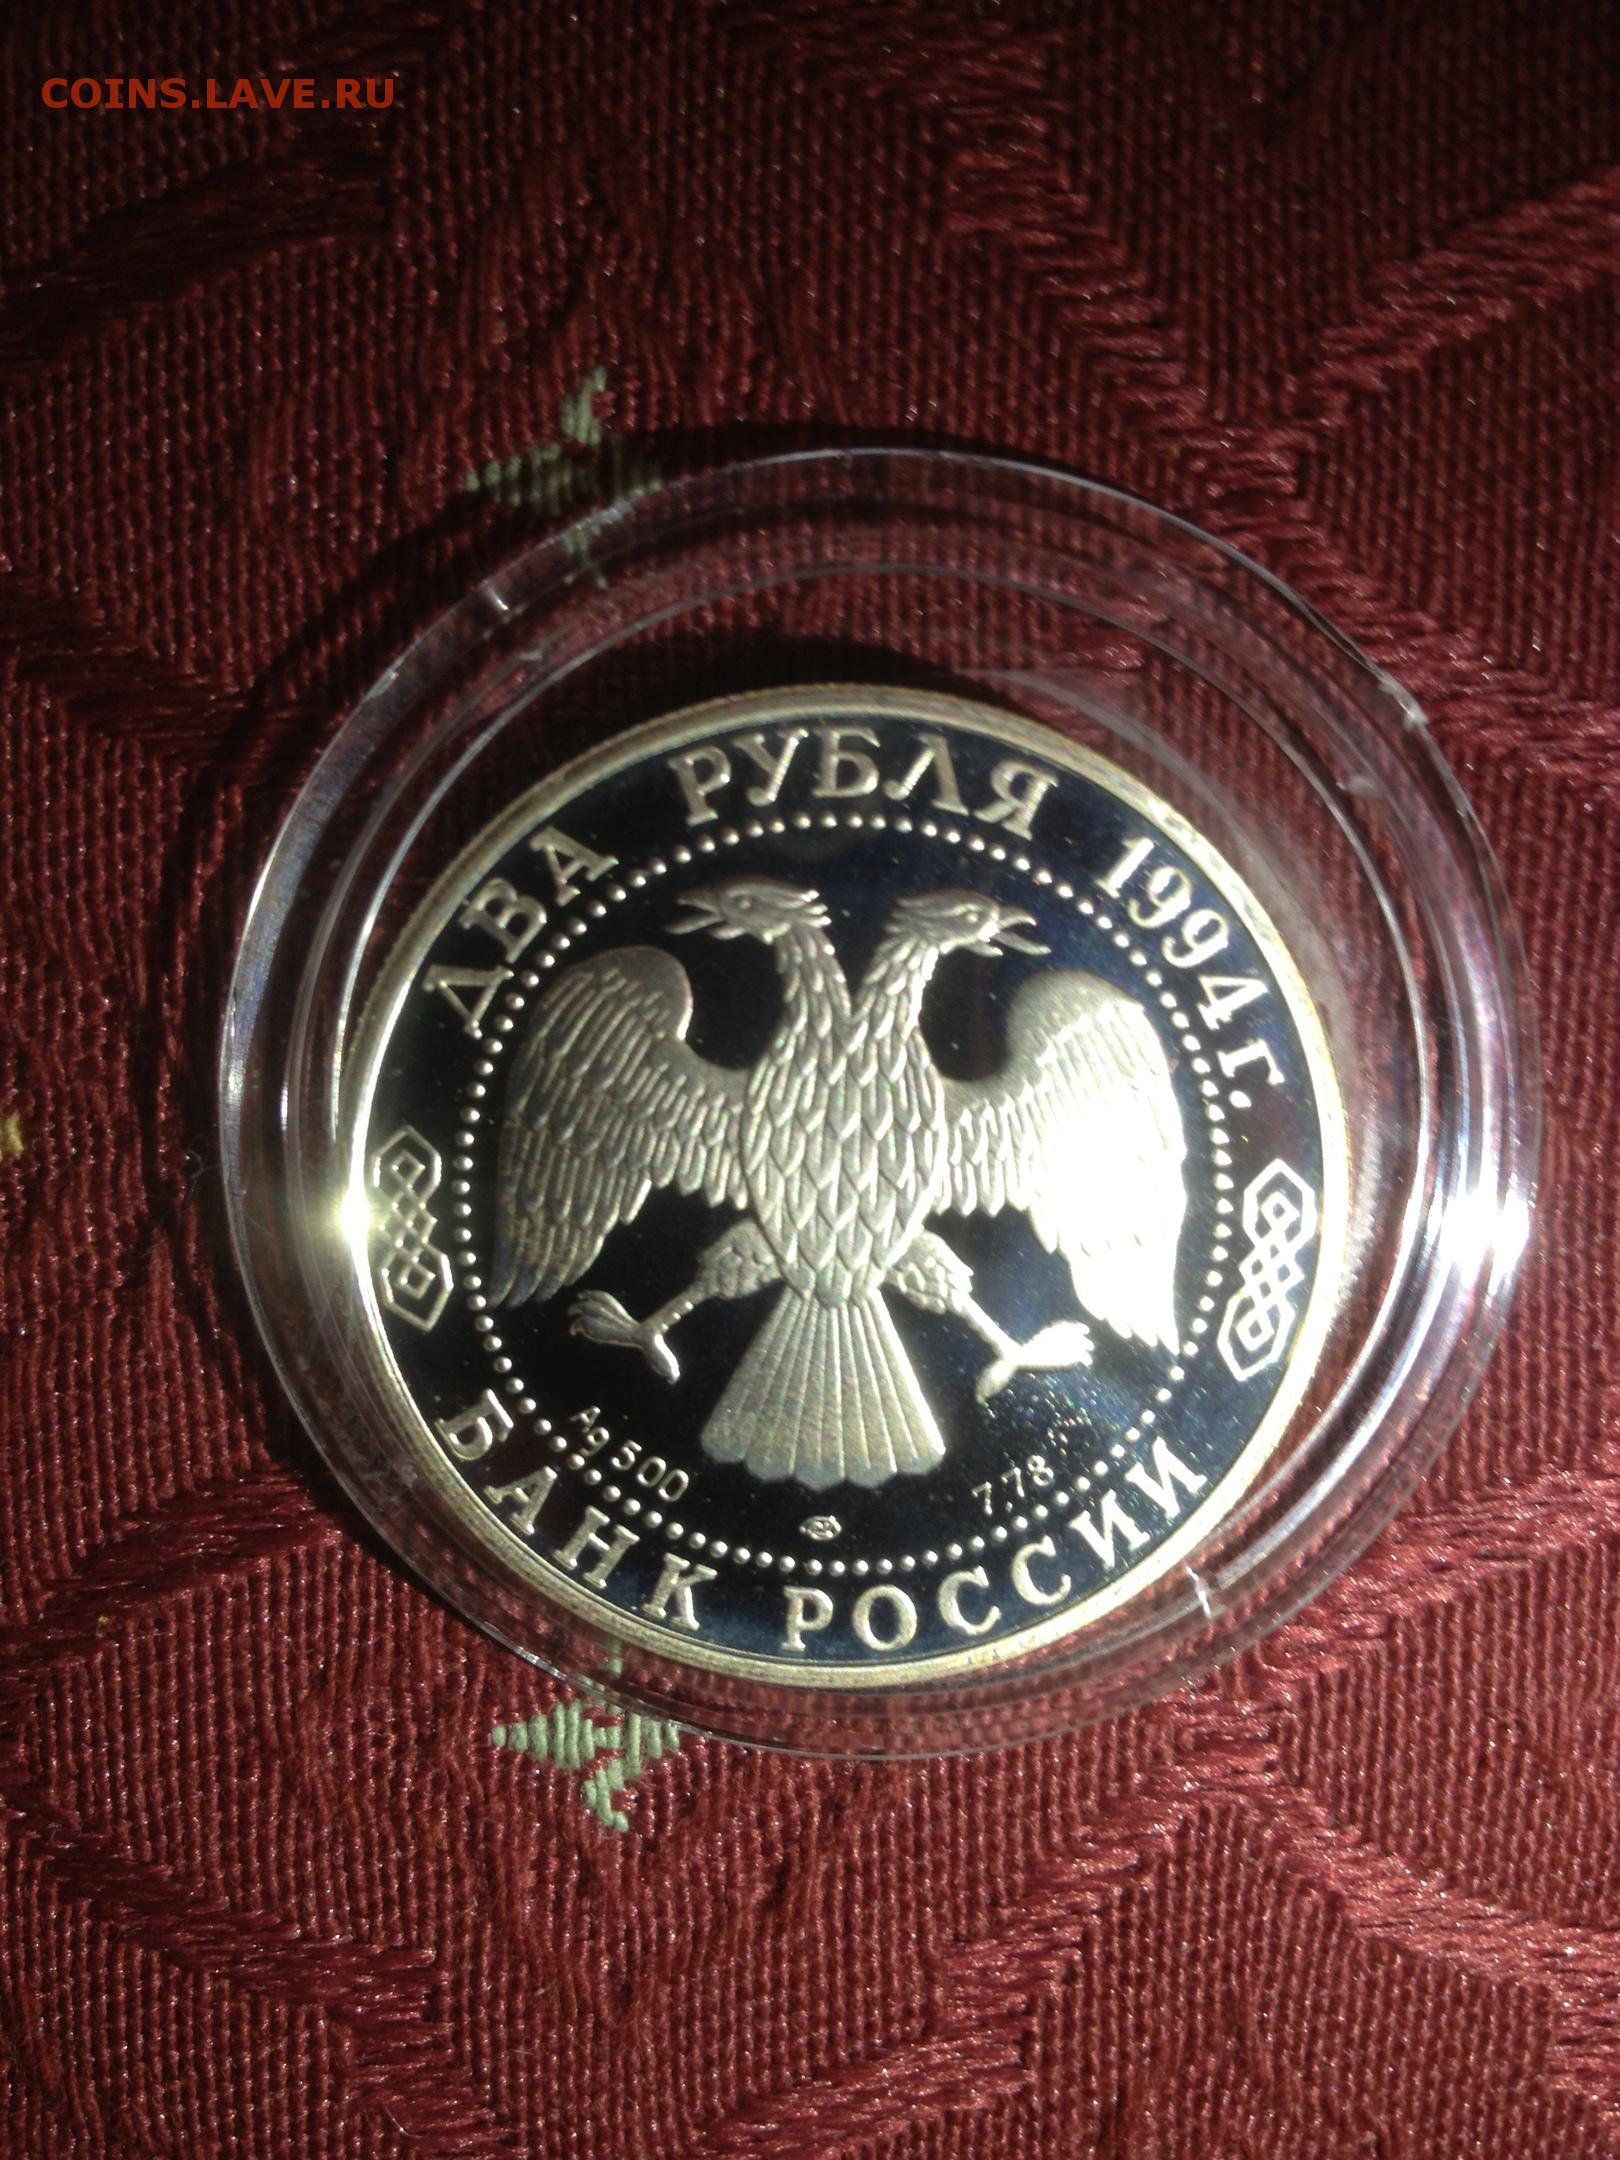 COINS.LAVE.RU
ДВА РУБЛЯ 1994 г.
Ag 500
7,78
БАНК РОССИИ